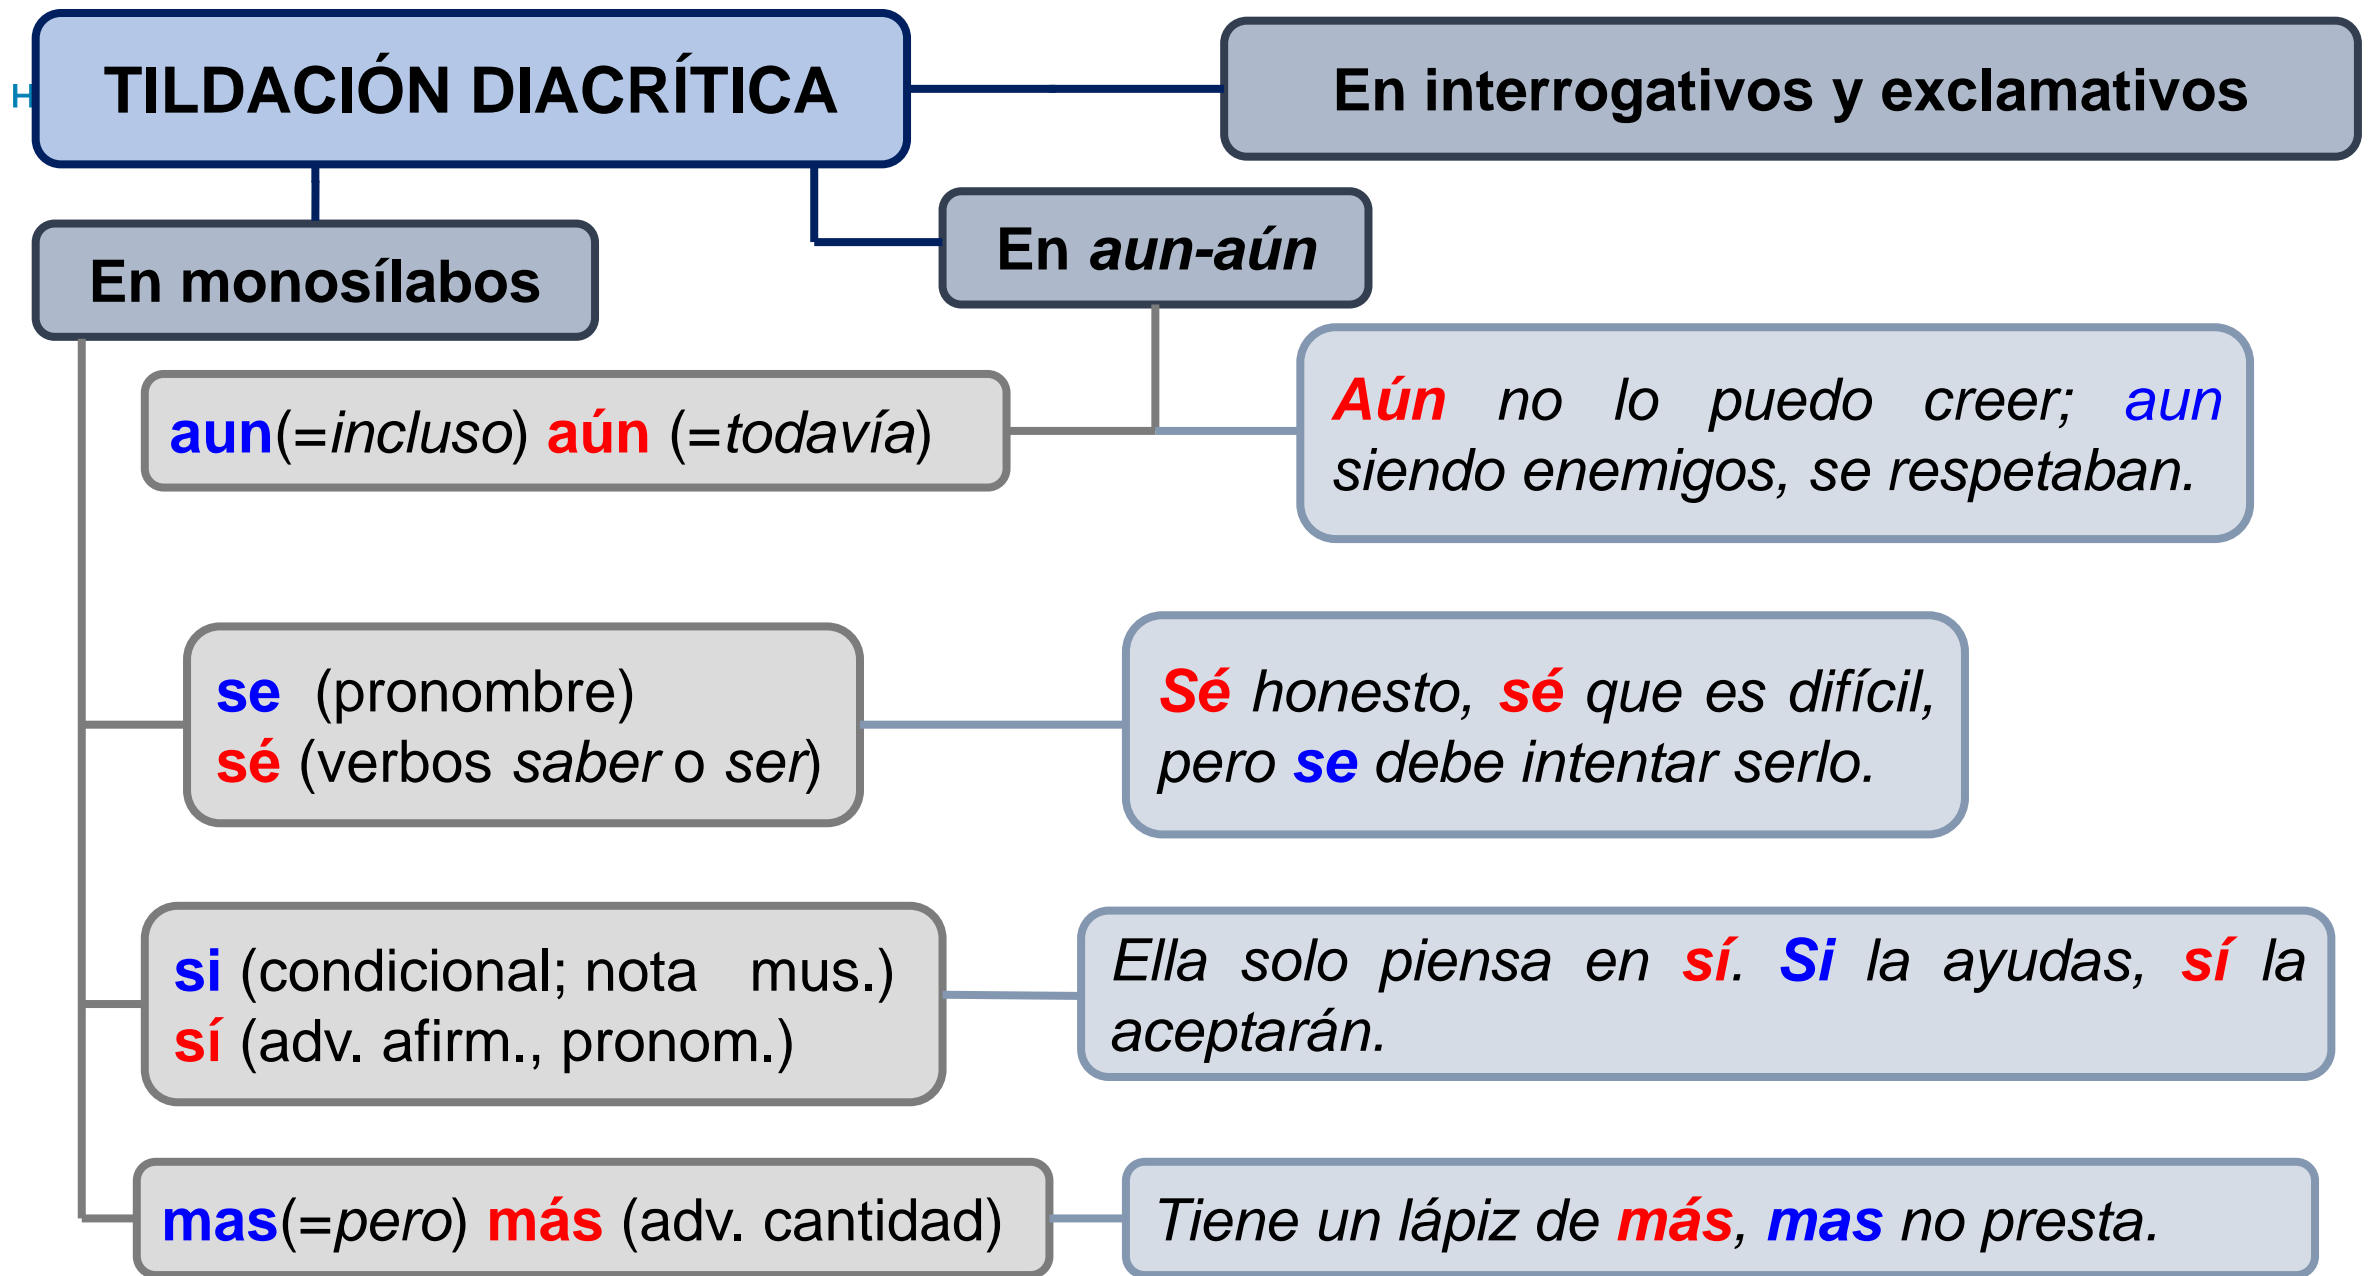 H
TILDACIÓN DIACRÍTICA
En interrogativos y exclamativos
En monosílabos
En aun-aún
aun(=incluso) aún (=todavía)
Aún no lo puedo creer; aun
siendo enemigos, se respetaban.
se (pronombre)
sé (verbos saber o ser)
Sé honesto, sé que es difícil,
pero se debe intentar serlo.
si (condicional; nota mus.)
sí (adv. afirm., pronom.)
Ella solo piensa en sí. Si la ayudas, sí la
aceptarán.
mas(=pero) más (adv. cantidad)
Tiene un lápiz de más, mas no presta.